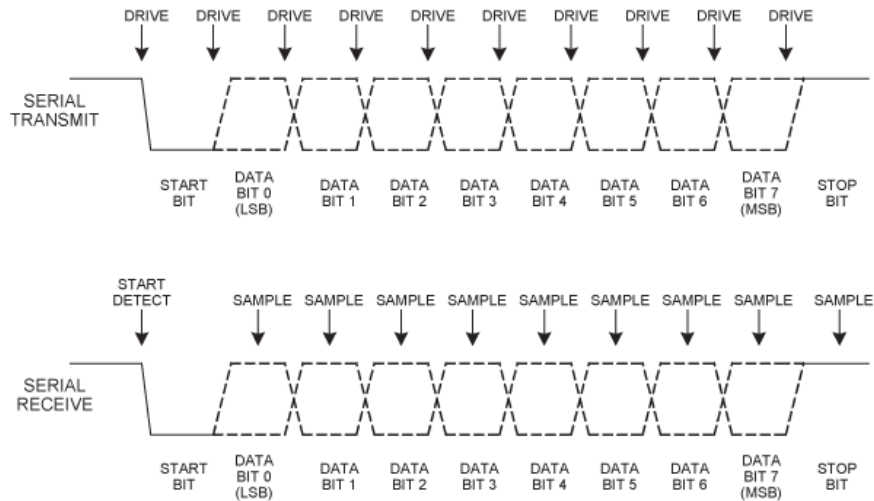 DRIVE DRIVE DRIVE DRIVE DRIVE DRIVE DRIVE DRIVE DRIVE DRIVE
SERIAL
TRANSMIT
START
BIT
DATA
BIT 0
(LSB)
DATA
BIT 1
DATA
BIT 2
DATA
BIT 3
DATA
BIT 4
DATA
BIT 5
DATA
BIT 6
DATA
BIT 7
(MSB)
STOP
BIT
START
DETECT
SAMPLE SAMPLE SAMPLE SAMPLE SAMPLE SAMPLE SAMPLE SAMPLE SAMPLE
SERIAL
RECEIVE
START
BIT
DATA
BIT 0
(LSB)
DATA
BIT 1
DATA
BIT 2
DATA
BIT 3
DATA
BIT 4
DATA
BIT 5
DATA
BIT 6
DATA
BIT 7
(MSB)
STOP
BIT